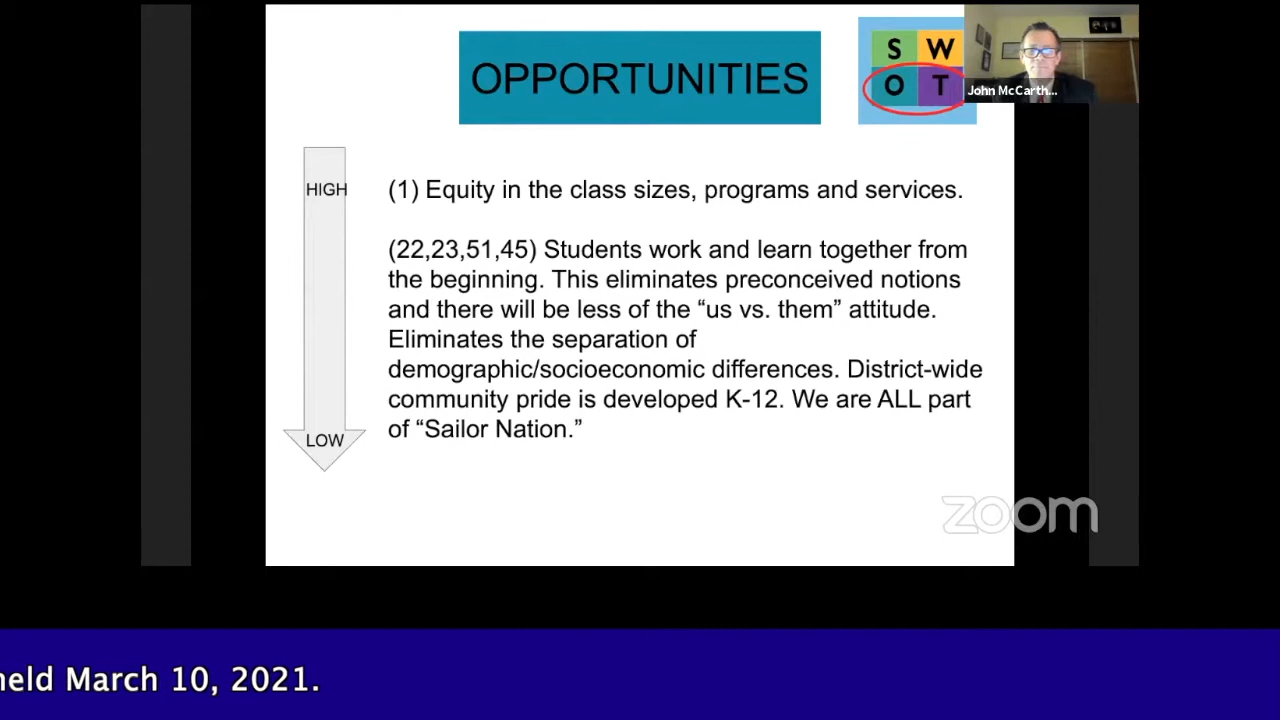 OPPORTUNITIES
S W
O T
John McCarth...
HIGH
(1) Equity in the class sizes, programs and services.
(22,23,51,45) Students work and learn together from
the beginning. This eliminates preconceived notions
and there will be less of the “us vs. them” attitude.
Eliminates the separation of
demographic/socioeconomic differences. District-wide
community pride is developed K-12. We are ALL part
of “Sailor Nation.”
LOW
zoom
held March 10, 2021.